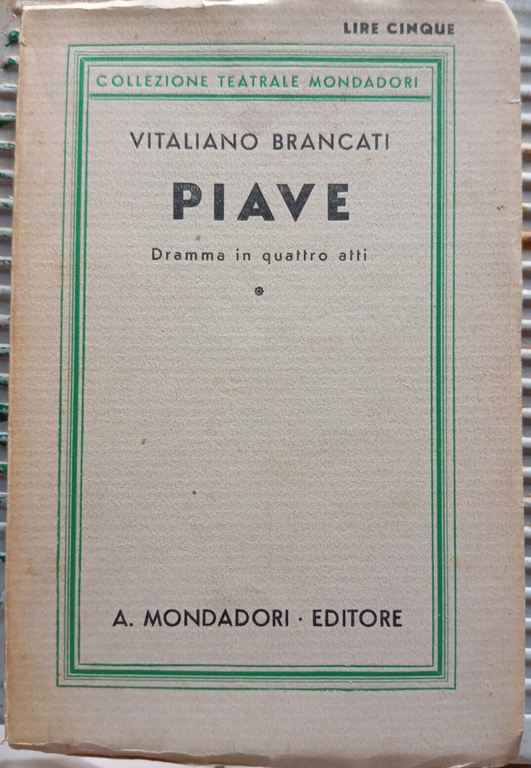 LIRE CINQUE
COLLEZIONE TEATRALE MONDADORI
VITALIANO BRANCATI
PIAVE
Dramma in quattro atti
A. MONDADORI · EDITORE